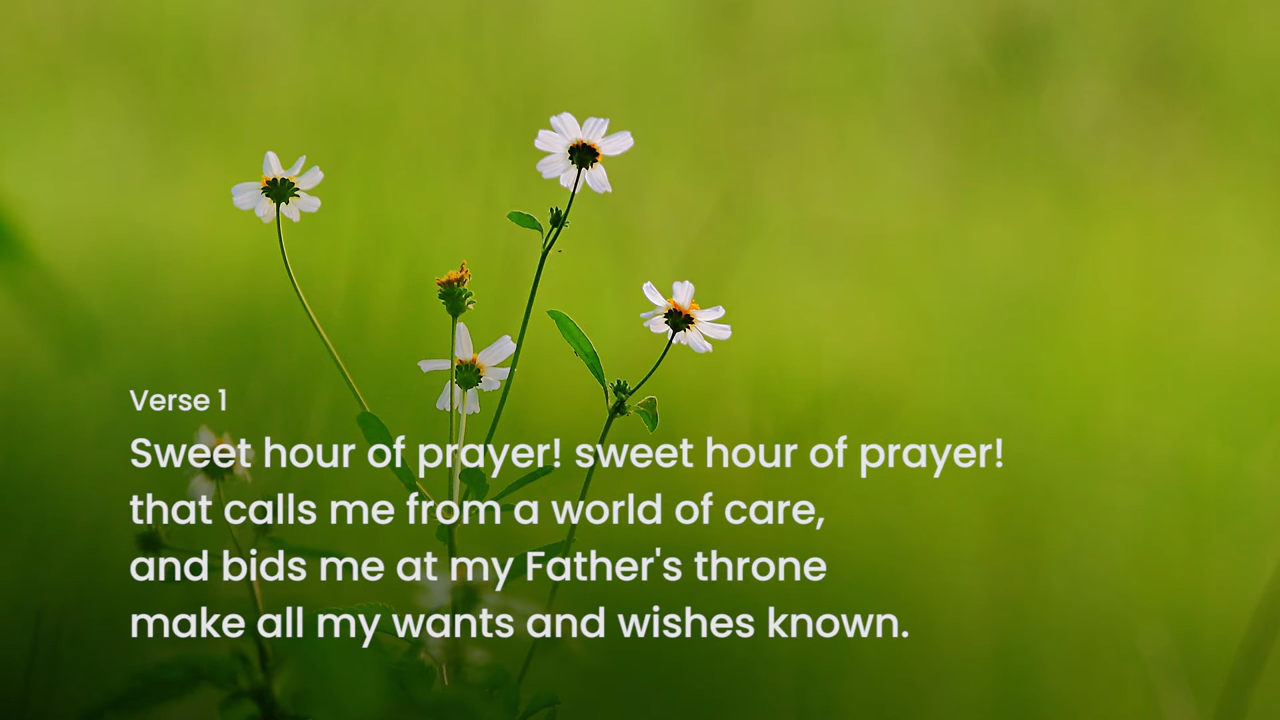 Verse 1
Sweet hour of prayer! sweet hour of prayer!
that calls me from a world of care,
and bids me at my Father's throne
make all my wants and wishes known.